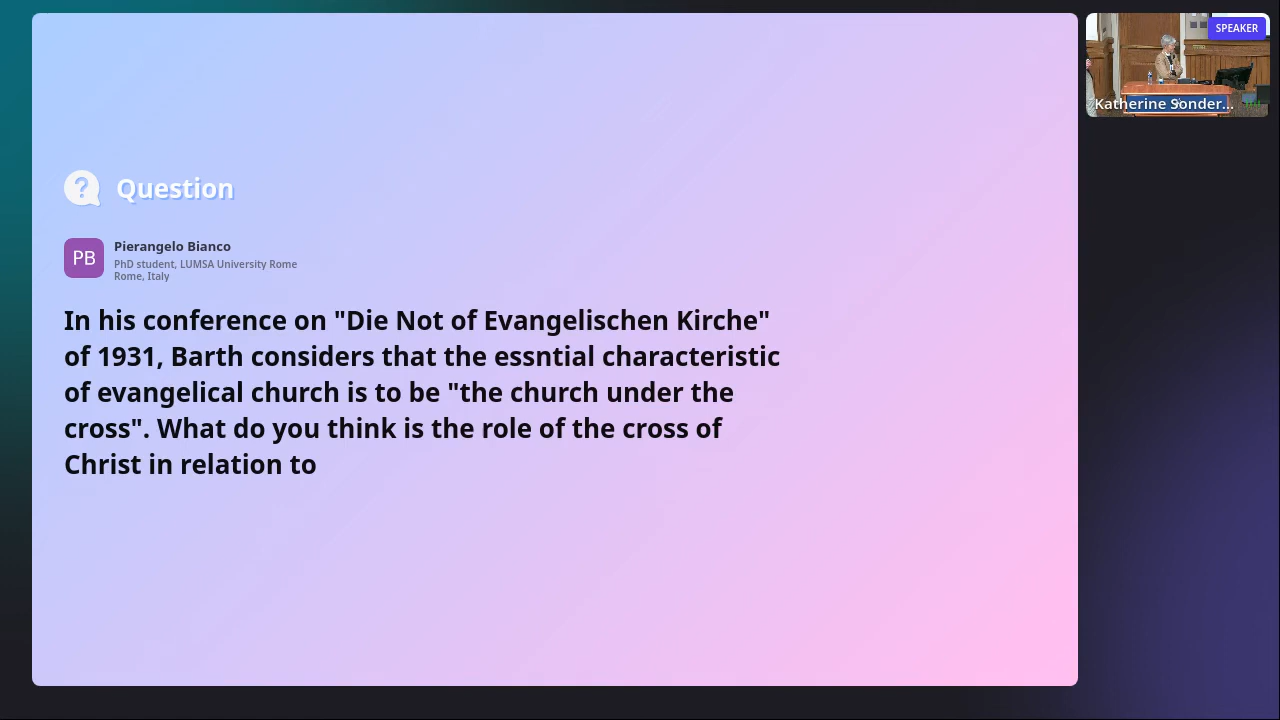 SPEAKER
Katherine Sonder...
Question
PB
Pierangelo Bianco
PhD student, LUMSA University Rome
Rome, Italy
In his conference on "Die Not of Evangelischen Kirche"
of 1931, Barth considers that the essntial characteristic
of evangelical church is to be "the church under the
cross". What do you think is the role of the cross of
Christ in relation to